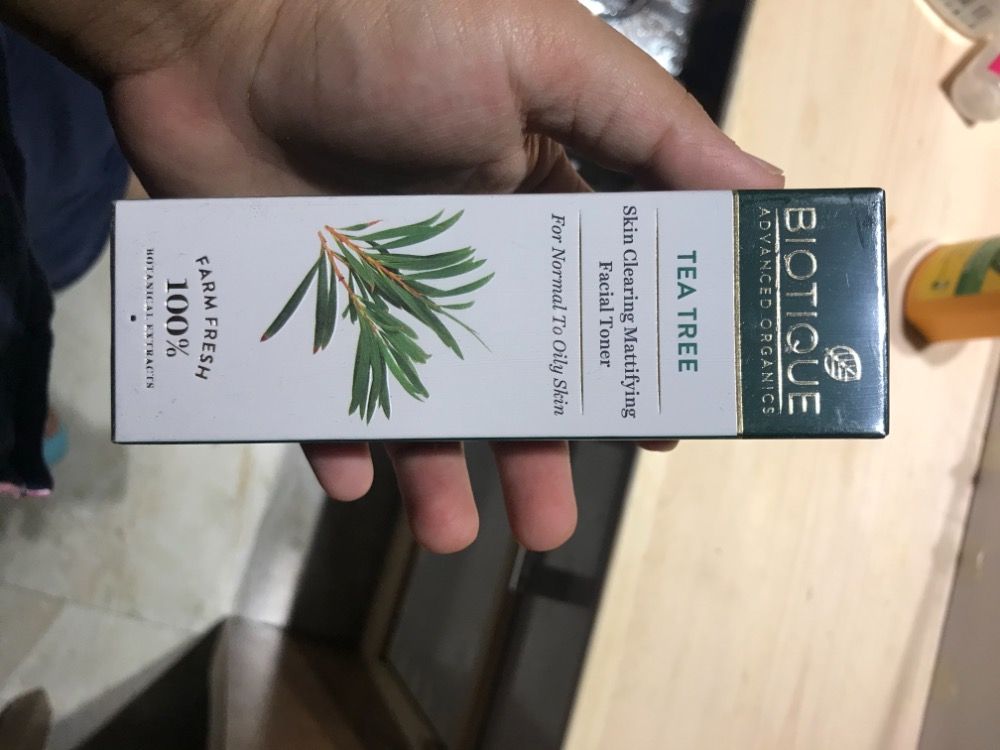 BIOTIQUE
ADVANCED ORGANICS
TEA TREE
Skin Clearing Mattifying
Facial Toner
For Normal To Oily Skin
FARM FRESH
100%
BOTANICAL EXTRACTS